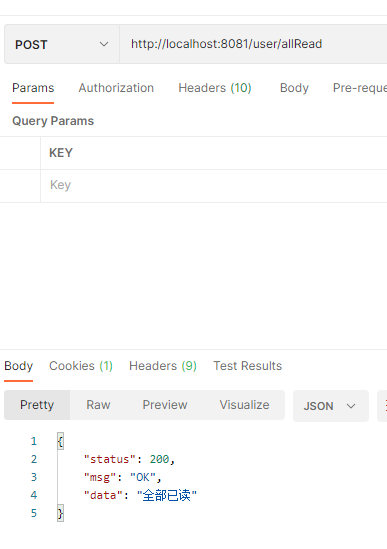 POST http://localhost:8081/user/allRead
Params Authorization Headers (10) Body Pre-reque
Query Params
KEY
Key
Body Cookies (1) Headers (9) Test Results
Pretty Raw Preview Visualize JSON
1 {
2 "status": 200,
3 "msg": "OK",
4 "data": "全部已读"
5 }